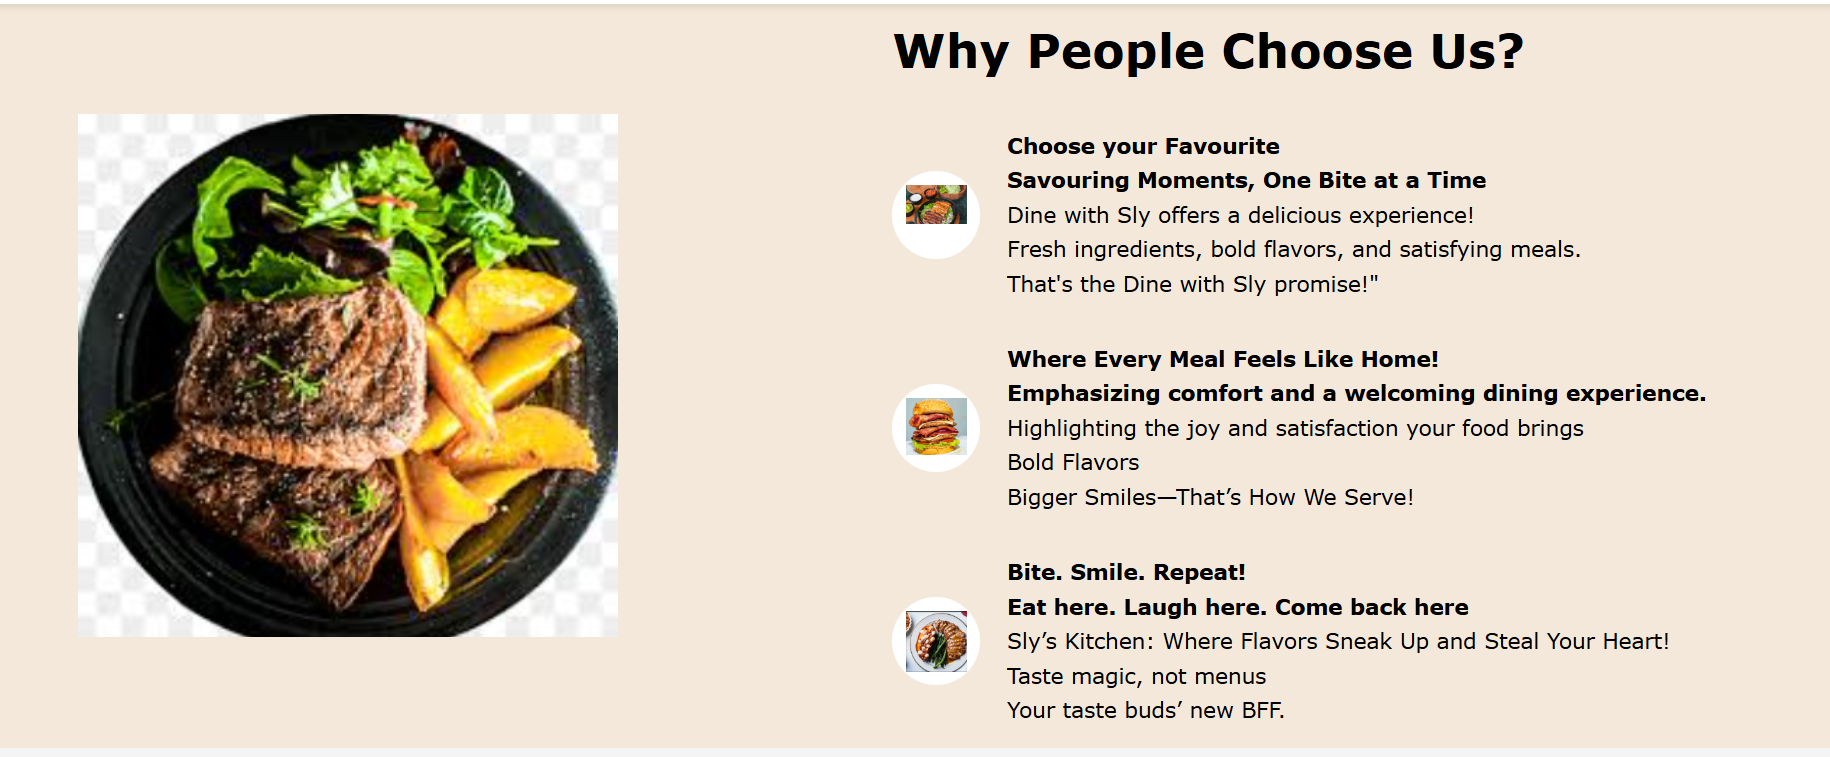 Why People Choose Us?
Choose your Favourite
Savouring Moments, One Bite at a Time
Dine with Sly offers a delicious experience!
Fresh ingredients, bold flavors, and satisfying meals.
That's the Dine with Sly promise!"
Where Every Meal Feels Like Home!
Emphasizing comfort and a welcoming dining experience.
Highlighting the joy and satisfaction your food brings
Bold Flavors
Bigger Smiles—That’s How We Serve!
Bite. Smile. Repeat!
Eat here. Laugh here. Come back here
Sly’s Kitchen: Where Flavors Sneak Up and Steal Your Heart!
Taste magic, not menus
Your taste buds’ new BFF.